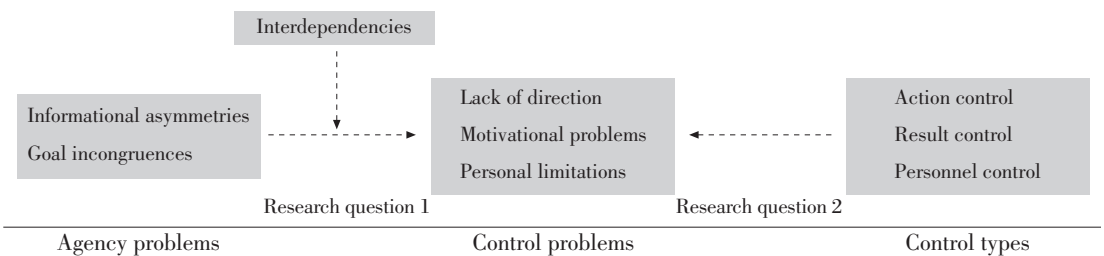 Interdependencies
Informational asymmetries
Goal incongruences
Lack of direction
Motivational problems
Personal limitations
Action control
Result control
Personnel control
Research question 1
Research question 2
Agency problems
Control problems
Control types